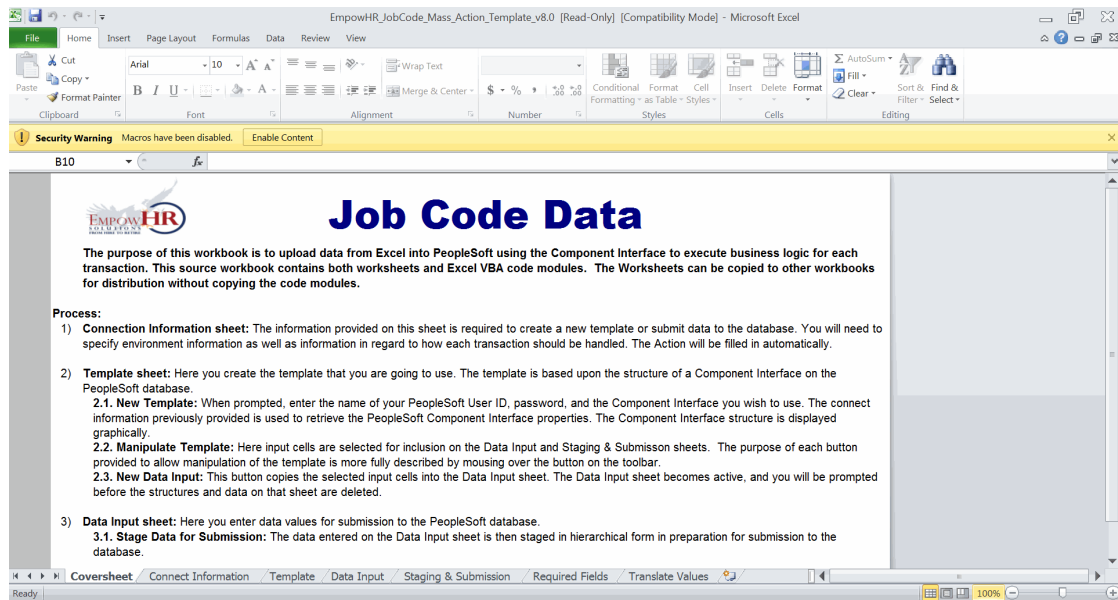 EmpowHR_JobCode_Mass_Action_Template_v8.0 [Read-Only] [Compatibility Mode] - Microsoft Excel
File Home Insert Page Layout Formulas Data Review View
Paste
Cut
Copy
Format Painter
Clipboard
Arial 10
B I U
Font
Wrap Text
Merge & Center
Alignment
$ % ,
Number
Conditional Formatting
Format as Table
Cell Styles
Styles
Insert Delete Format
Cells
Σ AutoSum
Fill
Clear
Sort & Filter
Find & Select
Editing
Security Warning Macros have been disabled. Enable Content
B10 fx
EMPOWHR
SOLUTIONS
FROM HIRE TO RETIRE
Job Code Data
The purpose of this workbook is to upload data from Excel into PeopleSoft using the Component Interface to execute business logic for each
transaction. This source workbook contains both worksheets and Excel VBA code modules. The Worksheets can be copied to other workbooks
for distribution without copying the code modules.
Process:
1) Connection Information sheet: The information provided on this sheet is required to create a new template or submit data to the database. You will need to
specify environment information as well as information in regard to how each transaction should be handled. The Action will be filled in automatically.
2) Template sheet: Here you create the template that you are going to use. The template is based upon the structure of a Component Interface on the
PeopleSoft database.
2.1. New Template: When prompted, enter the name of your PeopleSoft User ID, password, and the Component Interface you wish to use. The connect
information previously provided is used to retrieve the PeopleSoft Component Interface properties. The Component Interface structure is displayed
graphically.
2.2. Manipulate Template: Here input cells are selected for inclusion on the Data Input and Staging & Submisson sheets. The purpose of each button
provided to allow manipulation of the template is more fully described by mousing over the button on the toolbar.
2.3. New Data Input: This button copies the selected input cells into the Data Input sheet. The Data Input sheet becomes active, and you will be prompted
before the structures and data on that sheet are deleted.
3) Data Input sheet: Here you enter data values for submission to the PeopleSoft database.
3.1. Stage Data for Submission: The data entered on the Data Input sheet is then staged in hierarchical form in preparation for submission to the
database.
Coversheet Connect Information Template Data Input Staging & Submission Required Fields Translate Values
Ready 100%